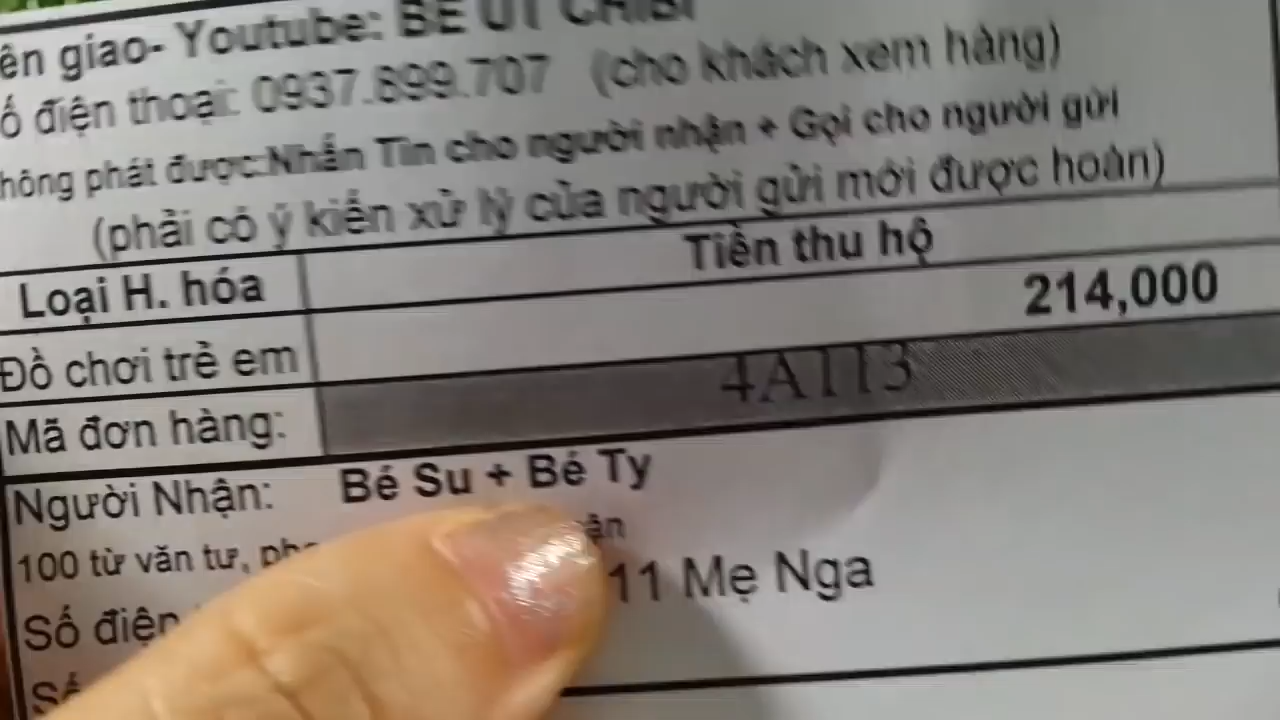 ên giao- Youtube: BÉ ÚT CHIBI
ố điện thoại: 0937.899.707 (cho khách xem hàng)
hông phát được:Nhắn Tin cho người nhận + Gọi cho người gửi
(phải có ý kiến xử lý của người gửi mới được hoàn)
Loại H. hóa Tiền thu hộ
Đồ chơi trẻ em 214,000
Mã đơn hàng: 4A113
Người Nhận: Bé Su + Bé Ty
100 từ văn tư, ận
Số điện 11 Mẹ Nga
Số